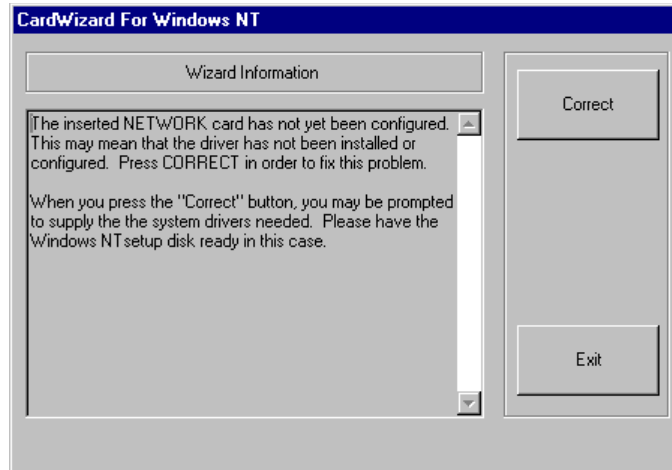 CardWizard For Windows NT
Wizard Information
The inserted NETWORK card has not yet been configured.
This may mean that the driver has not been installed or
configured. Press CORRECT in order to fix this problem.
When you press the "Correct" button, you may be prompted
to supply the the system drivers needed. Please have the
Windows NT setup disk ready in this case.
Correct
Exit